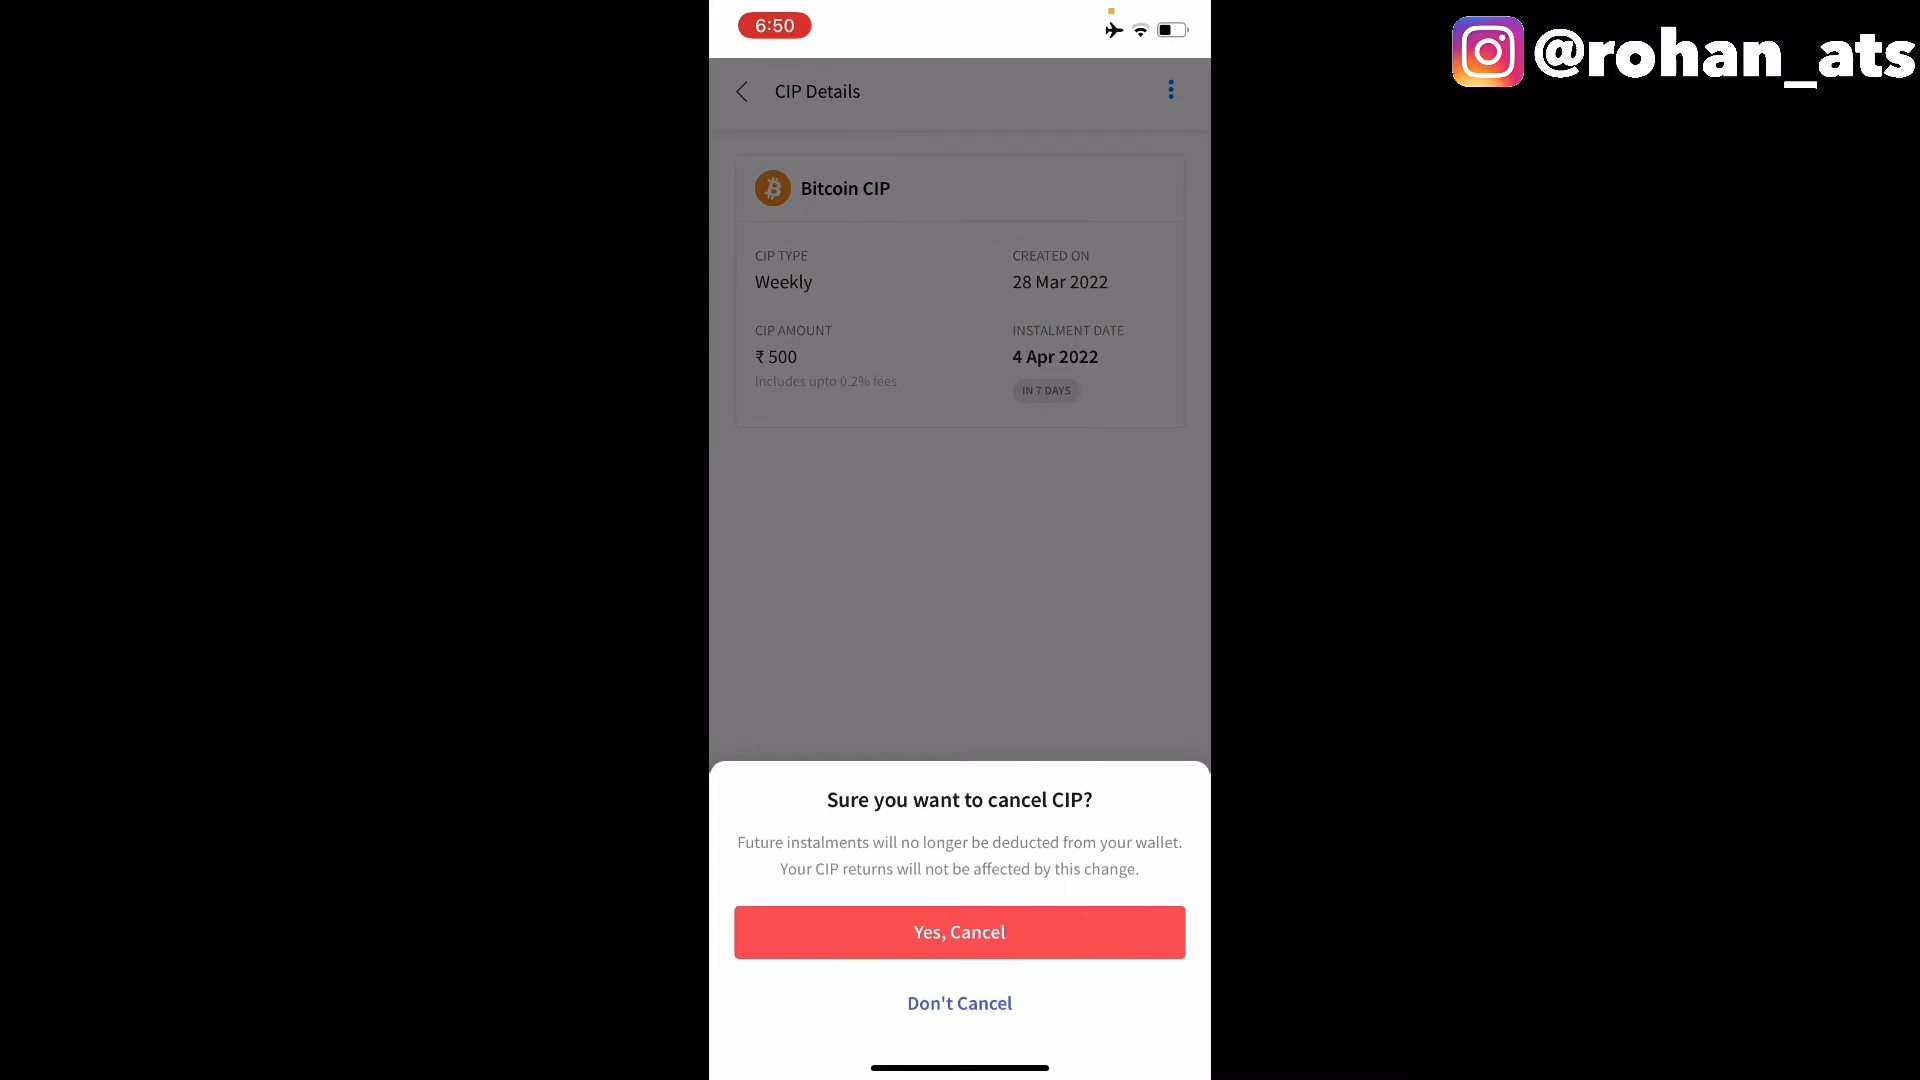 6:50
@rohan_ats
CIP Details
Bitcoin CIP
CIP TYPE
Weekly
CREATED ON
28 Mar 2022
CIP AMOUNT
₹ 500
Includes upto 0.2% fees
INSTALMENT DATE
4 Apr 2022
IN 7 DAYS
Sure you want to cancel CIP?
Future instalments will no longer be deducted from your wallet.
Your CIP returns will not be affected by this change.
Yes, Cancel
Don't Cancel